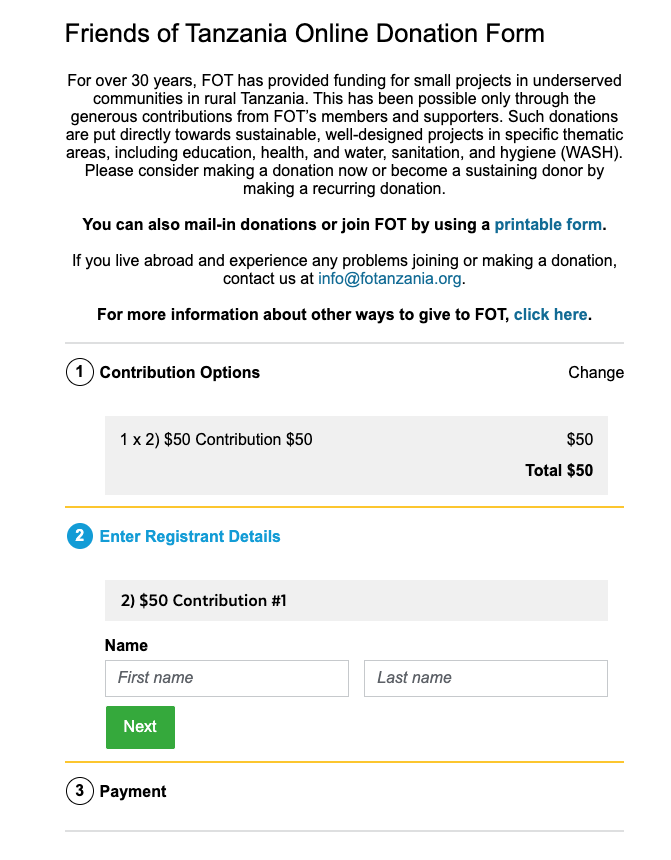 Friends of Tanzania Online Donation Form
For over 30 years, FOT has provided funding for small projects in underserved
communities in rural Tanzania. This has been possible only through the
generous contributions from FOT’s members and supporters. Such donations
are put directly towards sustainable, well-designed projects in specific thematic
areas, including education, health, and water, sanitation, and hygiene (WASH).
Please consider making a donation now or become a sustaining donor by
making a recurring donation.
You can also mail-in donations or join FOT by using a printable form.
If you live abroad and experience any problems joining or making a donation,
contact us at info@fotanzania.org.
For more information about other ways to give to FOT, click here.
1 Contribution Options Change
1 x 2) $50 Contribution $50 $50
Total $50
2 Enter Registrant Details
2) $50 Contribution #1
Name
First name Last name
Next
3 Payment